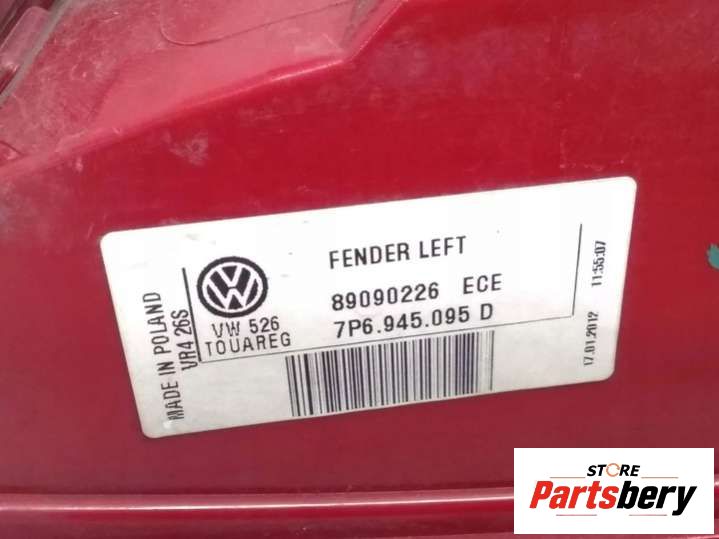 FENDER LEFT
89090226 ECE
7P6.945.095 D
VW 526
TOUAREG
MADE IN POLAND
VR4 26S
17.01.2012 11:55:07
STORE
Partsbery